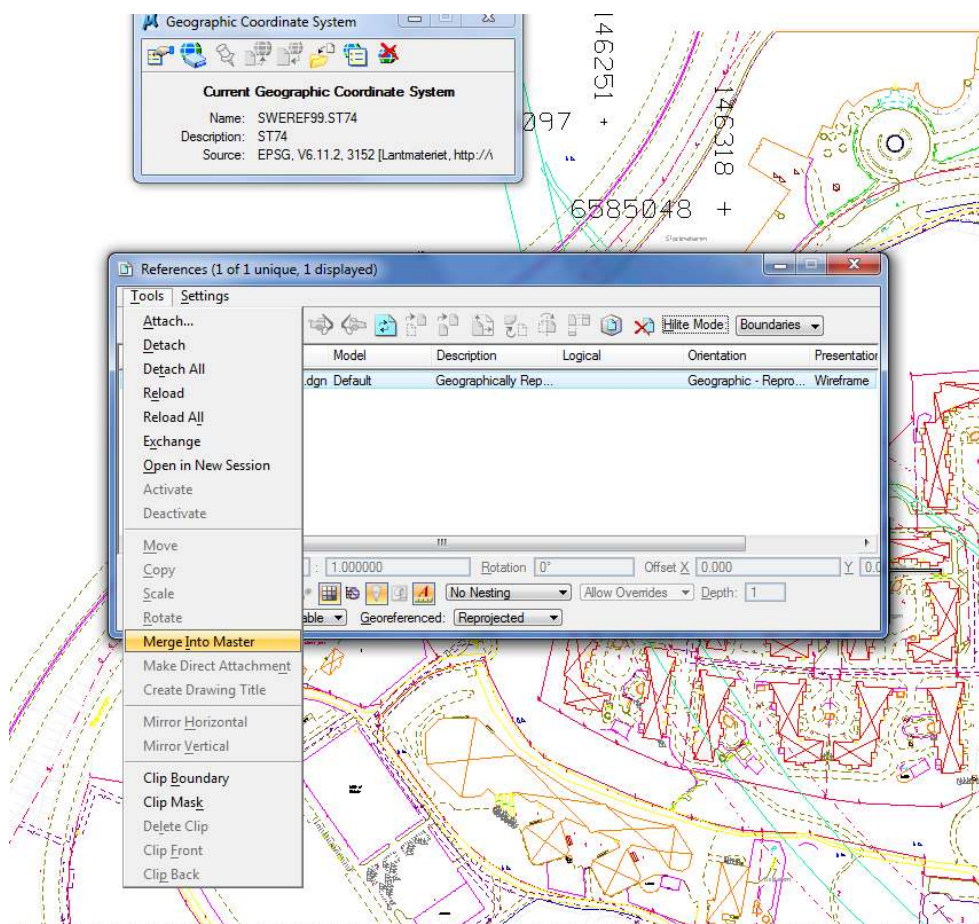 Geographic Coordinate System
Current Geographic Coordinate System
Name: SWEREF99.ST74
Description: ST74
Source: EPSG, V6.11.2, 3152 [Lantmateriet, http://\
146251
097 +
146318
6585048 +
References (1 of 1 unique, 1 displayed)
Tools Settings
Hilite Mode: Boundaries
Model Description Logical Orientation Presentation
.dgn Default Geographically Rep... Geographic - Repro... Wireframe
Attach...
Detach
Detach All
Reload
Reload All
Exchange
Open in New Session
Activate
Deactivate
Move
Copy
Scale
Rotate
Merge Into Master
Make Direct Attachment
Create Drawing Title
Mirror Horizontal
Mirror Vertical
Clip Boundary
Clip Mask
Delete Clip
Clip Front
Clip Back
: 1.000000 Rotation 0° Offset X 0.000 Y 0.0
No Nesting Allow Overrides Depth: 1
able Georeferenced: Reprojected